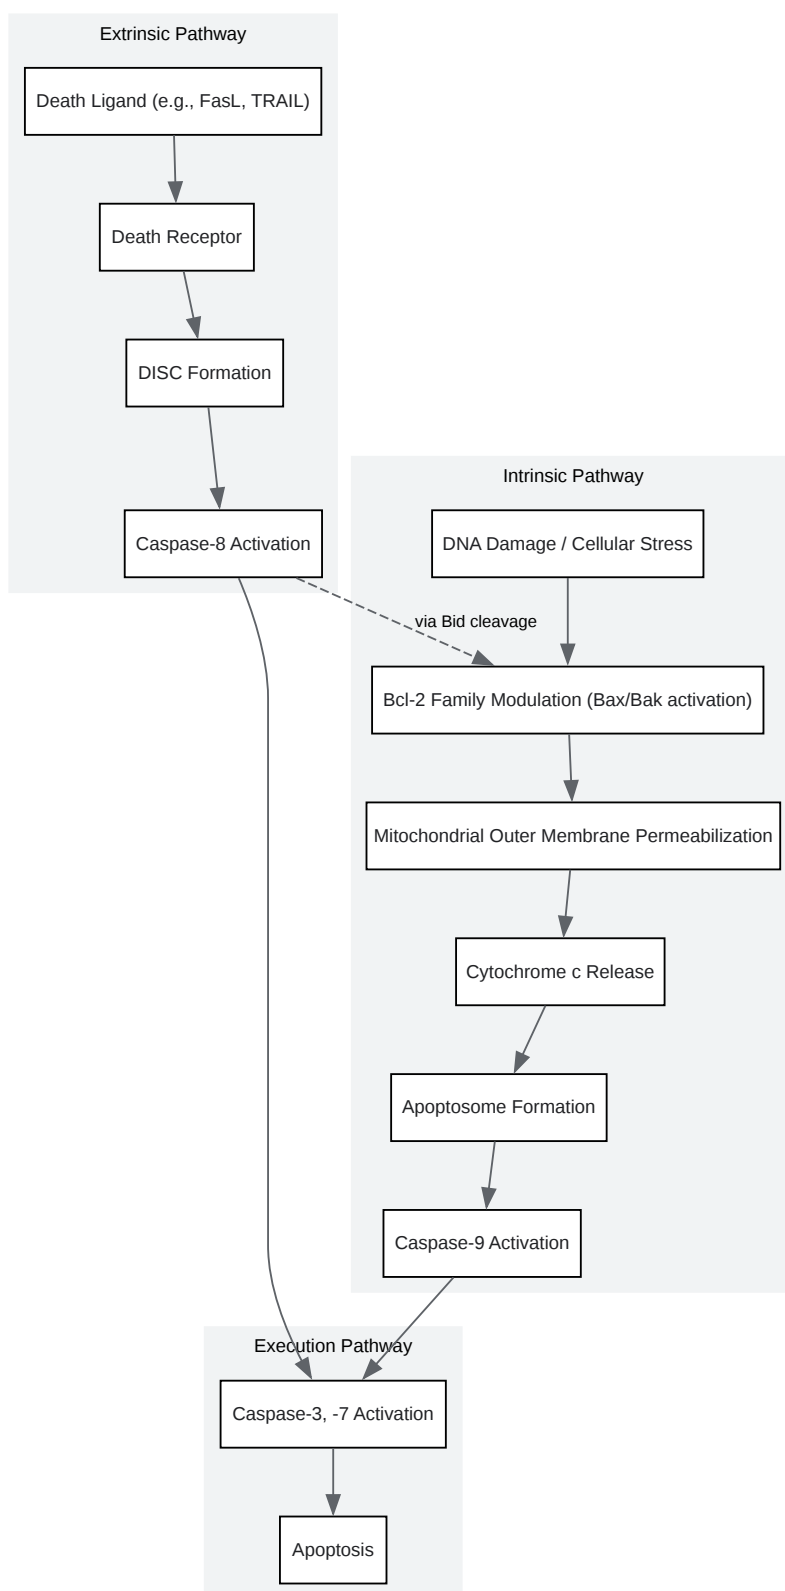 Extrinsic Pathway
Death Ligand (e.g., FasL, TRAIL)
Death Receptor
DISC Formation
Caspase-8 Activation
Intrinsic Pathway
DNA Damage / Cellular Stress
via Bid cleavage
Bcl-2 Family Modulation (Bax/Bak activation)
Mitochondrial Outer Membrane Permeabilization
Cytochrome c Release
Apoptosome Formation
Caspase-9 Activation
Execution Pathway
Caspase-3, -7 Activation
Apoptosis